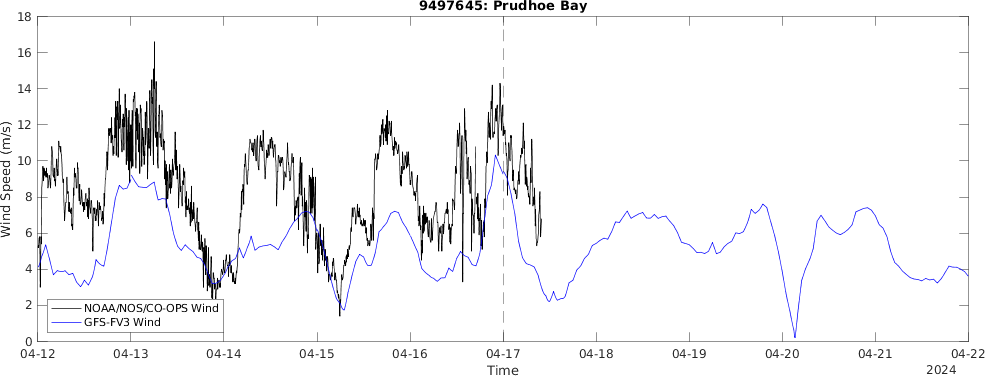 9497645: Prudhoe Bay
Wind Speed (m/s)
18
16
14
12
10
8
6
4
2
0
NOAA/NOS/CO-OPS Wind
GFS-FV3 Wind
04-12 04-13 04-14 04-15 04-16 04-17 04-18 04-19 04-20 04-21 04-22
Time
2024